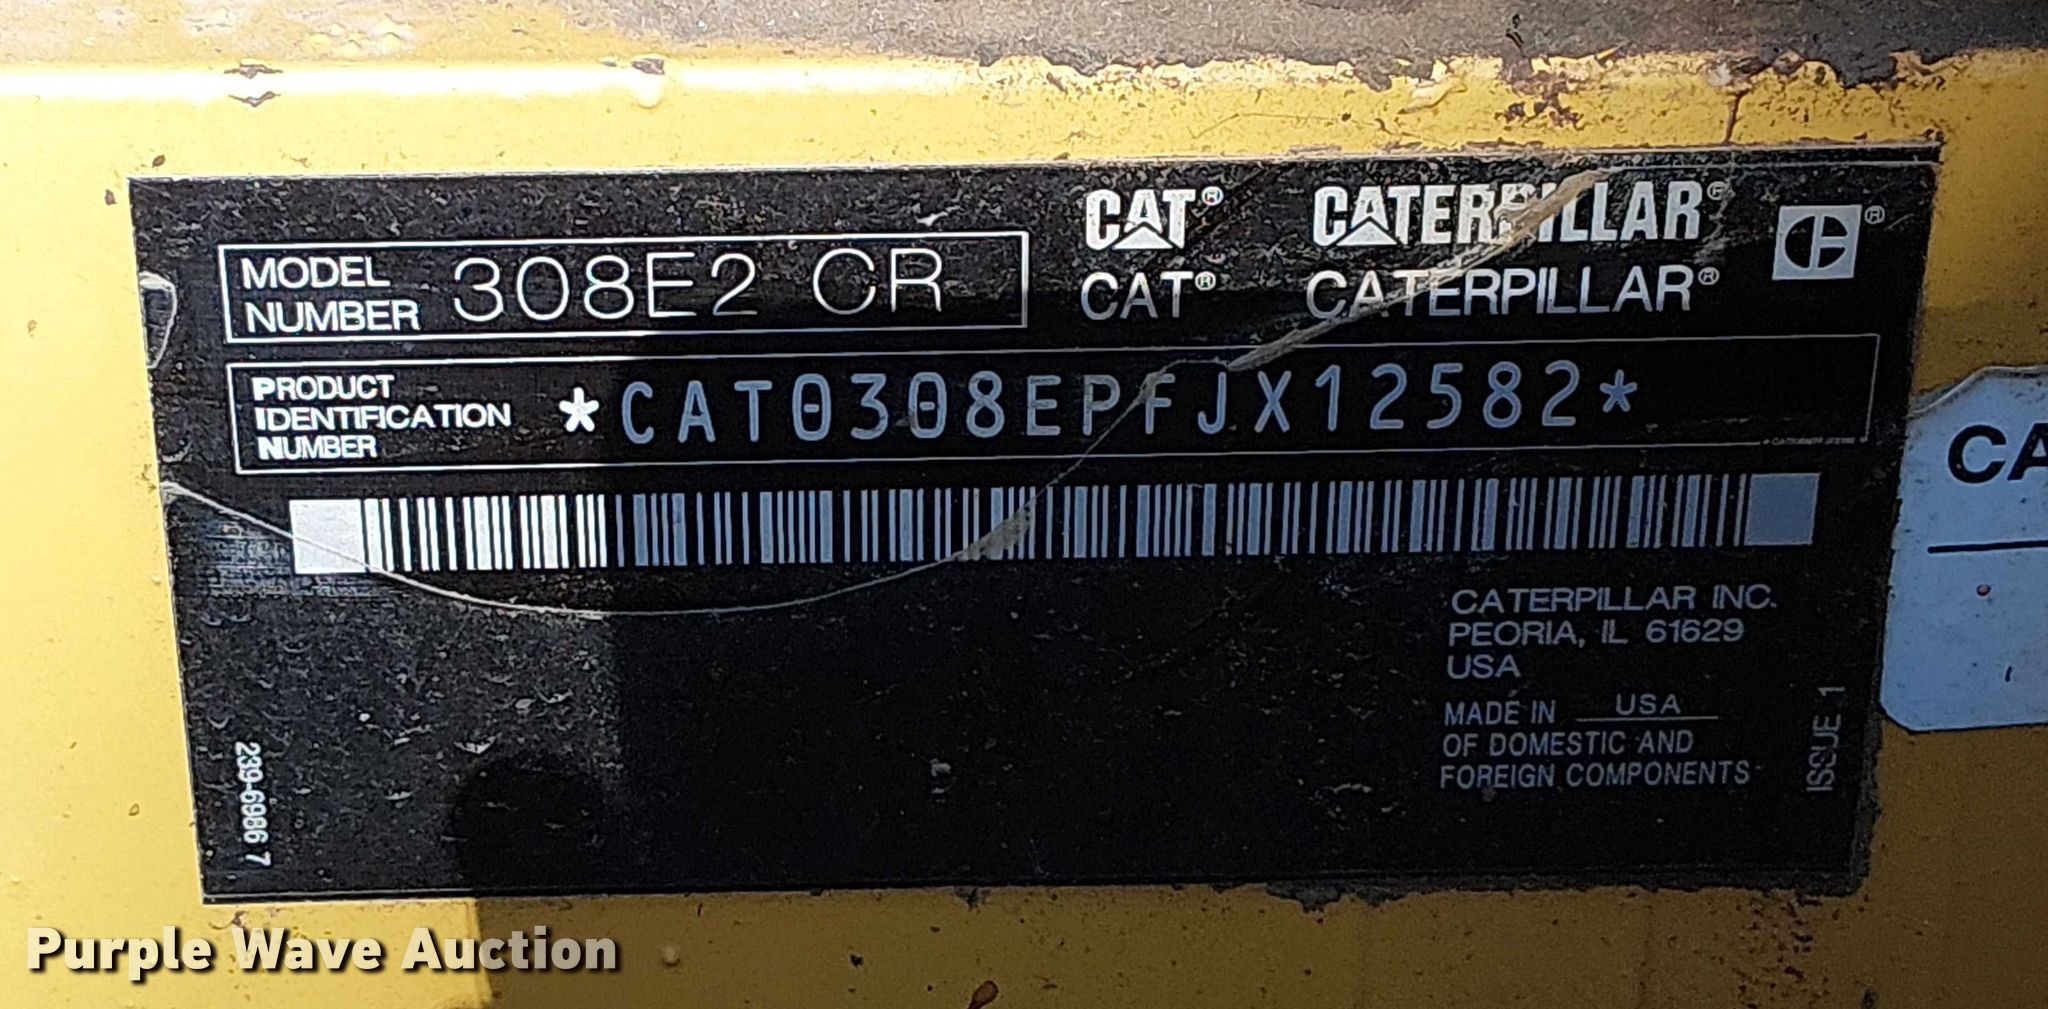 CAT® CATERPILLAR® ®
MODEL
NUMBER 308E2 CR
CAT® CATERPILLAR®
PRODUCT
IDENTIFICATION
NUMBER *CAT0308EPFJX12582*
CATERPILLAR INC.
PEORIA, IL 61629
USA
MADE IN USA
OF DOMESTIC AND
FOREIGN COMPONENTS
ISSUE 1
239-6986 7
CA
Purple Wave Auction